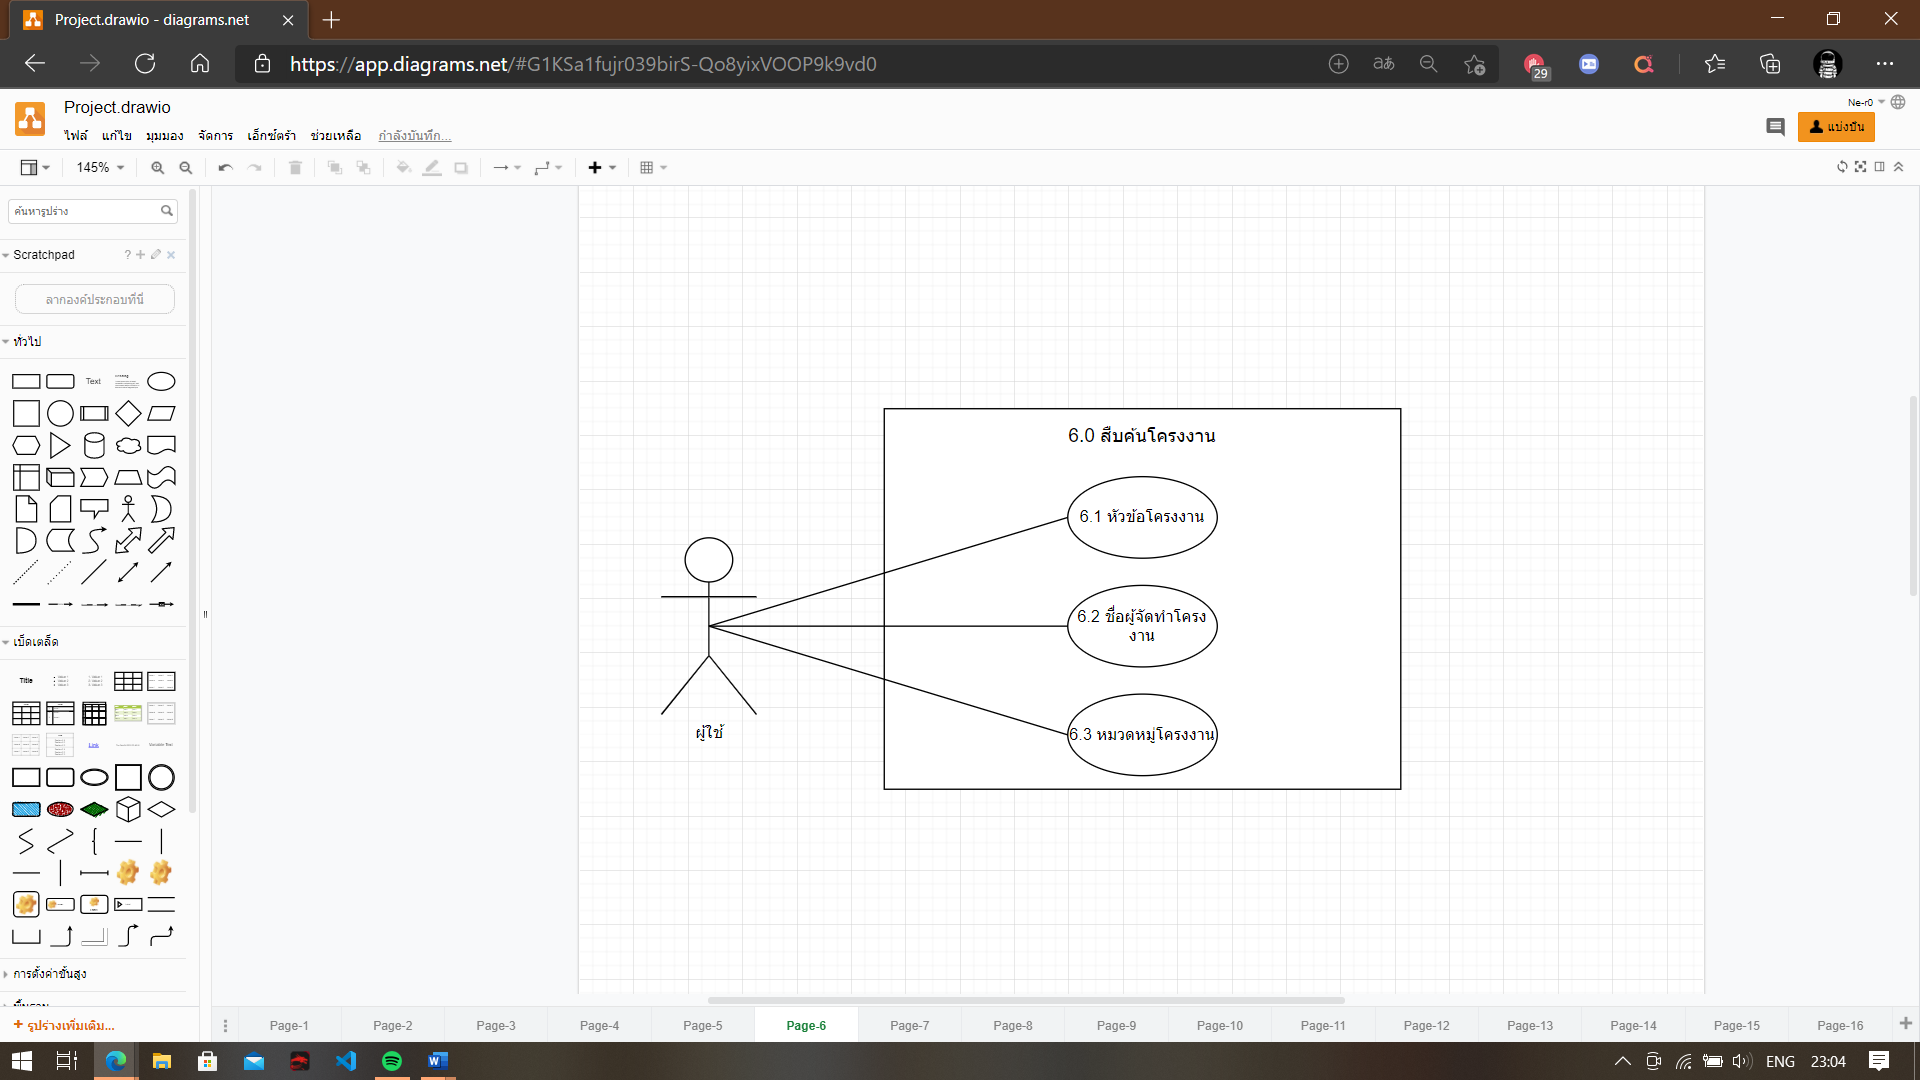 Project.drawio - diagrams.net
https://app.diagrams.net/#G1KSa1fujr039birS-Qo8yixVOOP9k9vd0
29
Project.drawio
Ne-r0
ไฟล์ แก้ไข มุมมอง จัดการ เอ็กซ์ตร้า ช่วยเหลือ กำลังบันทึก...
แบ่งปัน
145%
ค้นหารูปร่าง
Scratchpad
?
ลากองค์ประกอบที่นี่
ทั่วไป
Text
6.0 สืบค้นโครงงาน
6.1 หัวข้อโครงงาน
6.2 ชื่อผู้จัดทำโครง
งาน
6.3 หมวดหมู่โครงงาน
ผู้ใช้
เบ็ดเตล็ด
Title
Link
การตั้งค่าขั้นสูง
+ รูปร่างเพิ่มเติม...
Page-1 Page-2 Page-3 Page-4 Page-5 Page-6 Page-7 Page-8 Page-9 Page-10 Page-11 Page-12 Page-13 Page-14 Page-15 Page-16
ENG 23:04